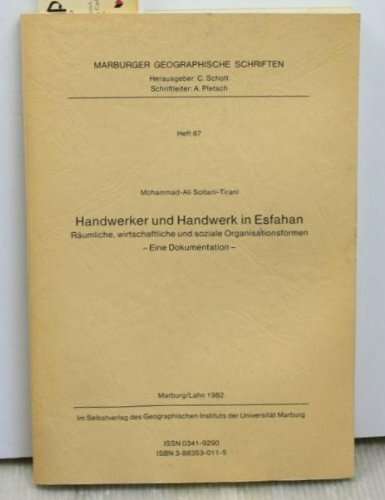 MARBURGER GEOGRAPHISCHE SCHRIFTEN
Herausgeber: C. Schott
Schriftleiter: A. Pletsch
Heft 87
Mohammad-Ali Soltani-Tirani
Handwerker und Handwerk in Esfahan
Räumliche, wirtschaftliche und soziale Organisationsformen
– Eine Dokumentation –
Marburg/Lahn 1982
Im Selbstverlag des Geographischen Instituts der Universität Marburg
ISSN 0341-9290
ISBN 3-88353-011-5